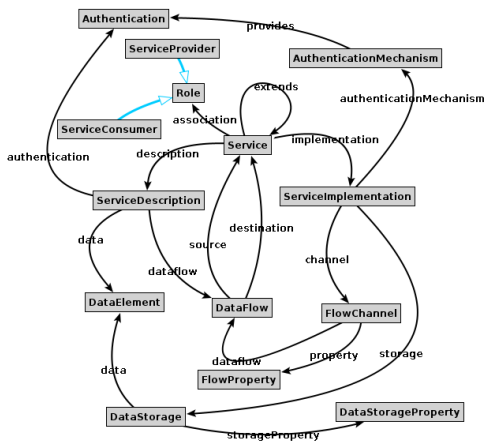 Authentication
provides
ServiceProvider
AuthenticationMechanism
Role
extends
authenticationMechanism
association
ServiceConsumer
Service
implementation
description
authentication
ServiceDescription
ServiceImplementation
destination
data
source
channel
dataflow
DataElement
DataFlow
FlowChannel
property
storage
dataflow
data
FlowProperty
DataStorage
DataStorageProperty
storageProperty